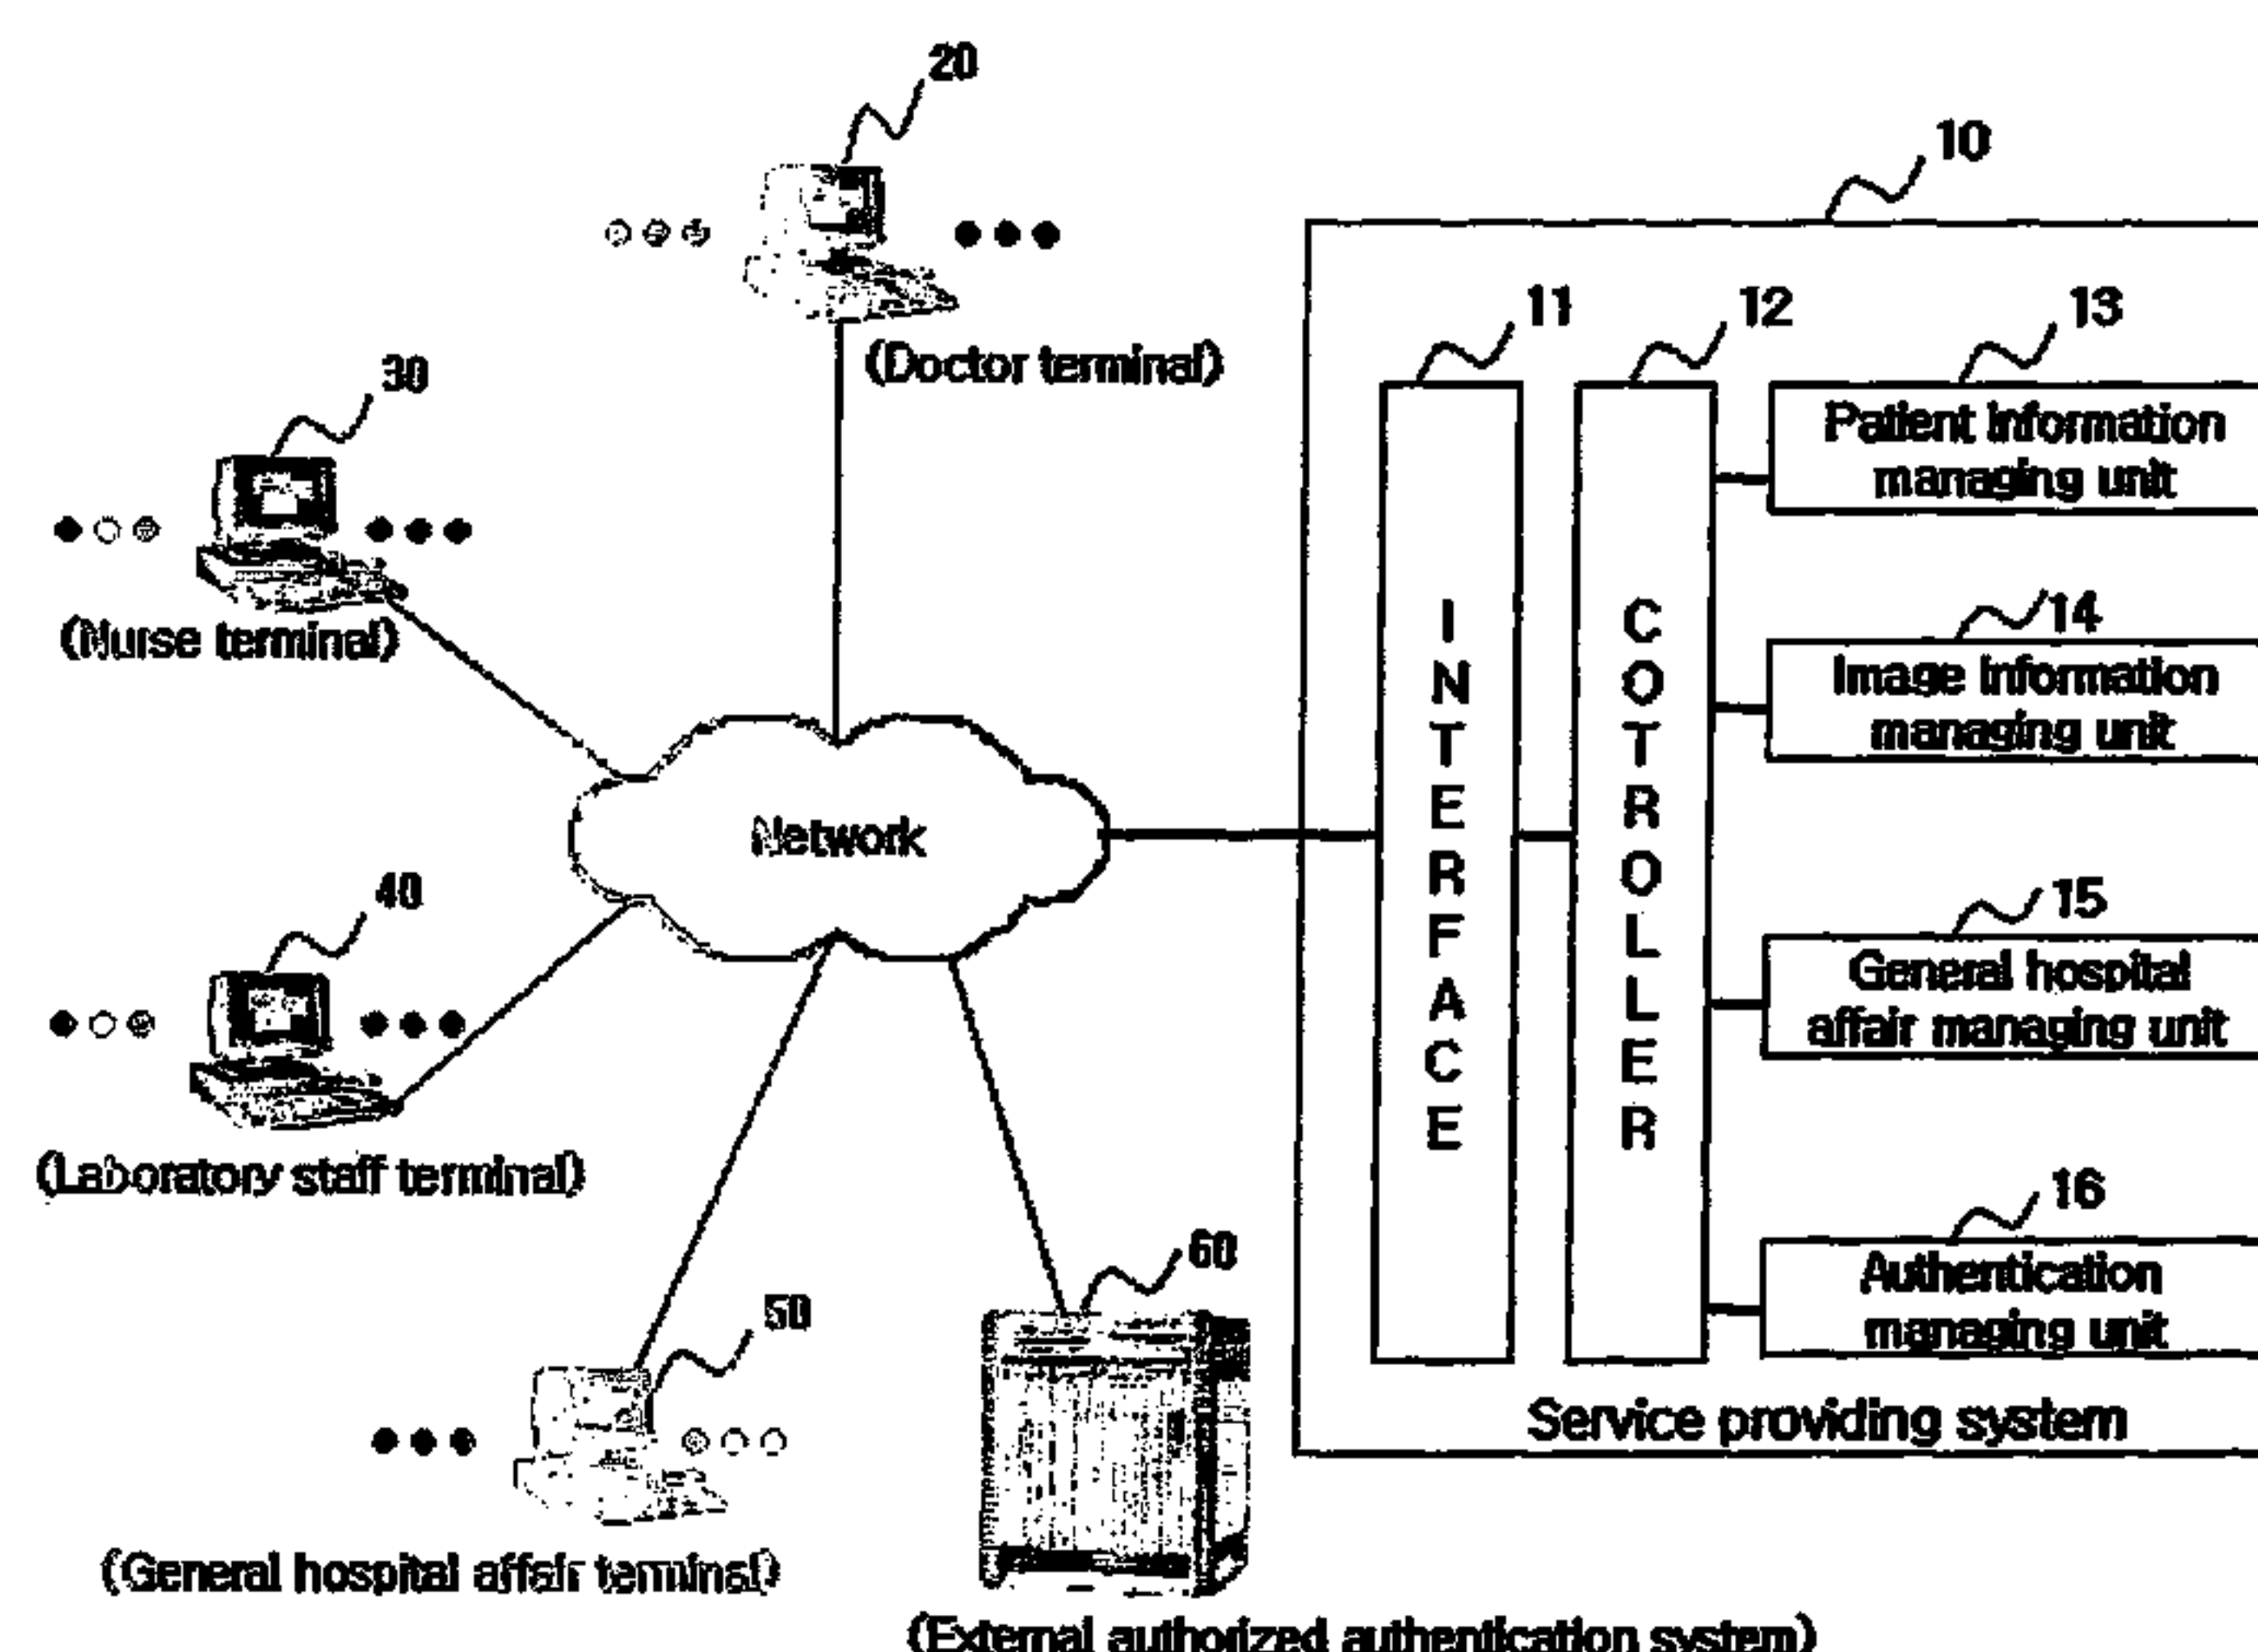 20
10
11
12
13
(Doctor terminal)
30
Patient information
managing unit
(Nurse terminal)
14
Image information
managing unit
INTERFACE
COTROLLER
Network
40
15
General hospital
affair managing unit
(Laboratory staff terminal)
16
Authentication
managing unit
60
50
Service providing system
(General hospital affair terminal)
(External authorized authentication system)